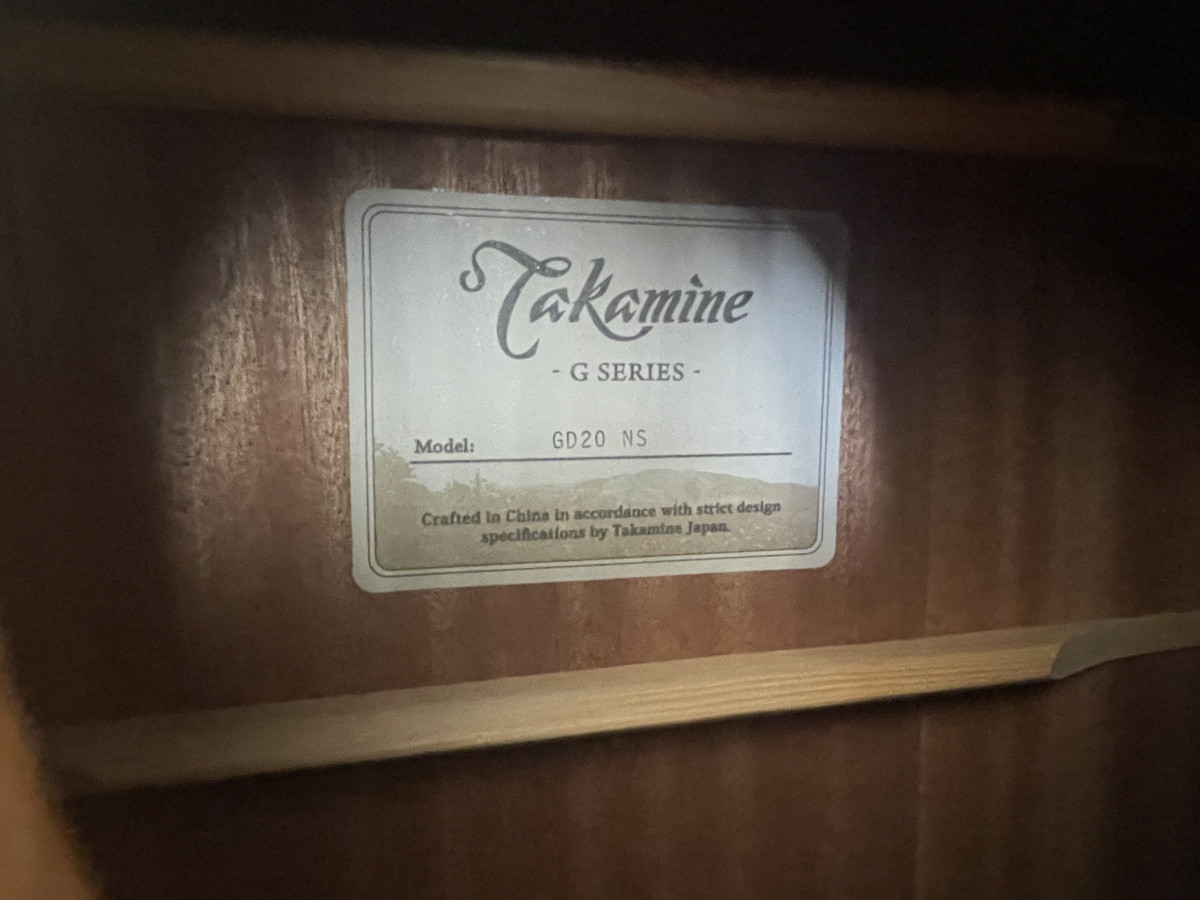 Takamine
- G SERIES -
Model: GD20 NS
Crafted in China in accordance with strict design
specifications by Takamine Japan.